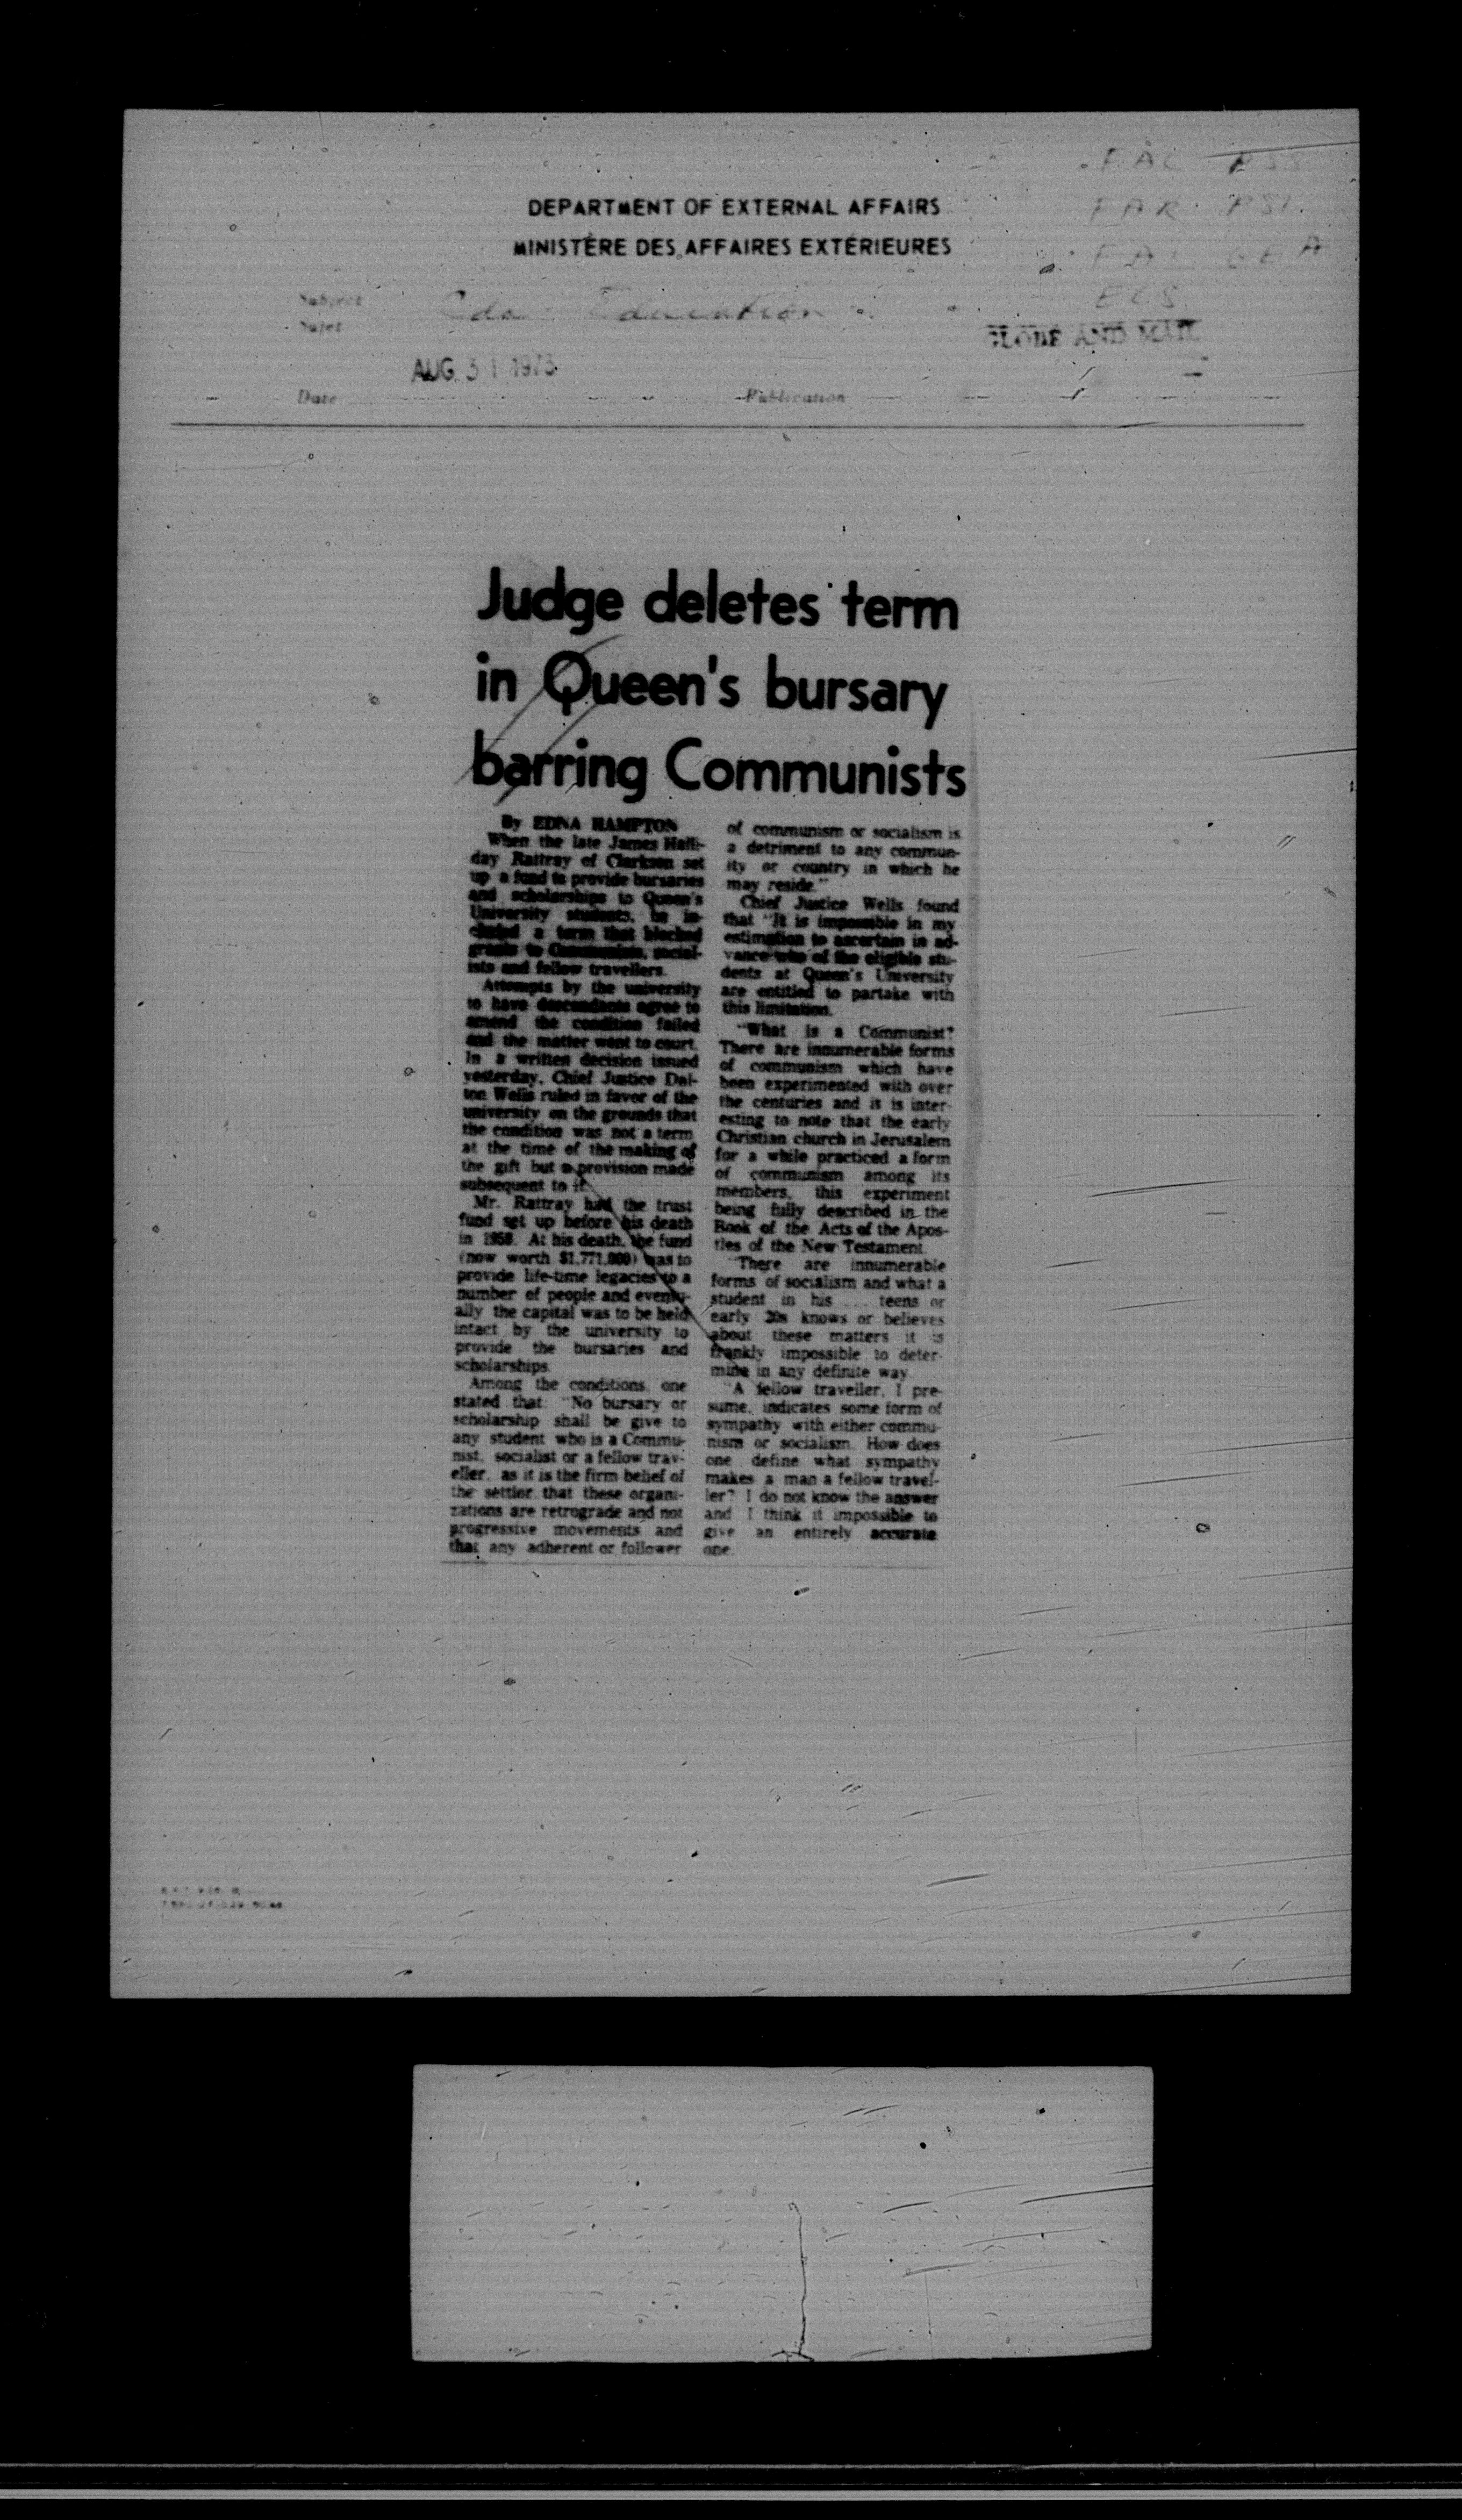 FAC PSS
FAR PSI
FAI GEA
ECS
DEPARTMENT OF EXTERNAL AFFAIRS
MINISTÈRE DES AFFAIRES EXTÉRIEURES
Subject
Sujet
Education
GLOBE AND MAIL
AUG 31 1973
Date
Publication
Judge deletes term
in Queen's bursary
barring Communists
By EDNA HAMPTON
When the late James Halli-
day Rattray of Clarkson set
up a fund to provide bursaries
and scholarships to Queen's
University students, he in-
cluded a term that blocked
grants to Communists, social-
ists and fellow travellers.
Attempts by the university
to have descendants agree to
amend the condition failed
and the matter went to court.
In a written decision issued
yesterday, Chief Justice Dal-
ton Wells ruled in favor of the
university on the grounds that
the condition was not a term
at the time of the making of
the gift but a provision made
subsequent to it.
Mr. Rattray had the trust
fund set up before his death
in 1958. At his death, the fund
(now worth $1,771,000) was to
provide life-time legacies to a
number of people and eventu-
ally the capital was to be held
intact by the university to
provide the bursaries and
scholarships.
Among the conditions, one
stated that: "No bursary or
scholarship shall be give to
any student who is a Commu-
nist, socialist or a fellow trav-
eller, as it is the firm belief of
the settlor that these organi-
zations are retrograde and not
progressive movements and
that any adherent or follower
of communism or socialism is
a detriment to any commun-
ity or country in which he
may reside."
Chief Justice Wells found
that "It is impossible in my
estimation to ascertain in ad-
vance who of the eligible stu-
dents at Queen's University
are entitled to partake with
this limitation.
"What is a Communist?
There are innumerable forms
of communism which have
been experimented with over
the centuries and it is inter-
esting to note that the early
Christian church in Jerusalem
for a while practiced a form
of communism among its
members, this experiment
being fully described in the
Book of the Acts of the Apos-
tles of the New Testament.
"There are innumerable
forms of socialism and what a
student in his . . . teens or
early 20s knows or believes
about these matters it is
frankly impossible to deter-
mine in any definite way.
"A fellow traveller, I pre-
sume, indicates some form of
sympathy with either commu-
nism or socialism. How does
one define what sympathy
makes a man a fellow travel-
ler? I do not know the answer
and I think it impossible to
give an entirely accurate
one.